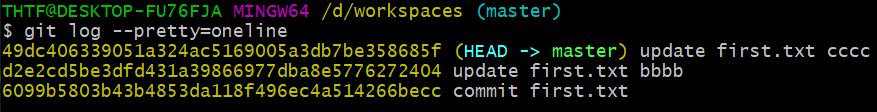 THTF@DESKTOP-FU76FJA MINGW64 /d/workspaces (master)
$ git log --pretty=oneline
49dc406339051a324ac5169005a3db7be358685f (HEAD -> master) update first.txt cccc
d2e2cd5be3dfd431a39866977dba8e5776272404 update first.txt bbbb
6099b5803b43b4853da118f496ec4a514266becc commit first.txt